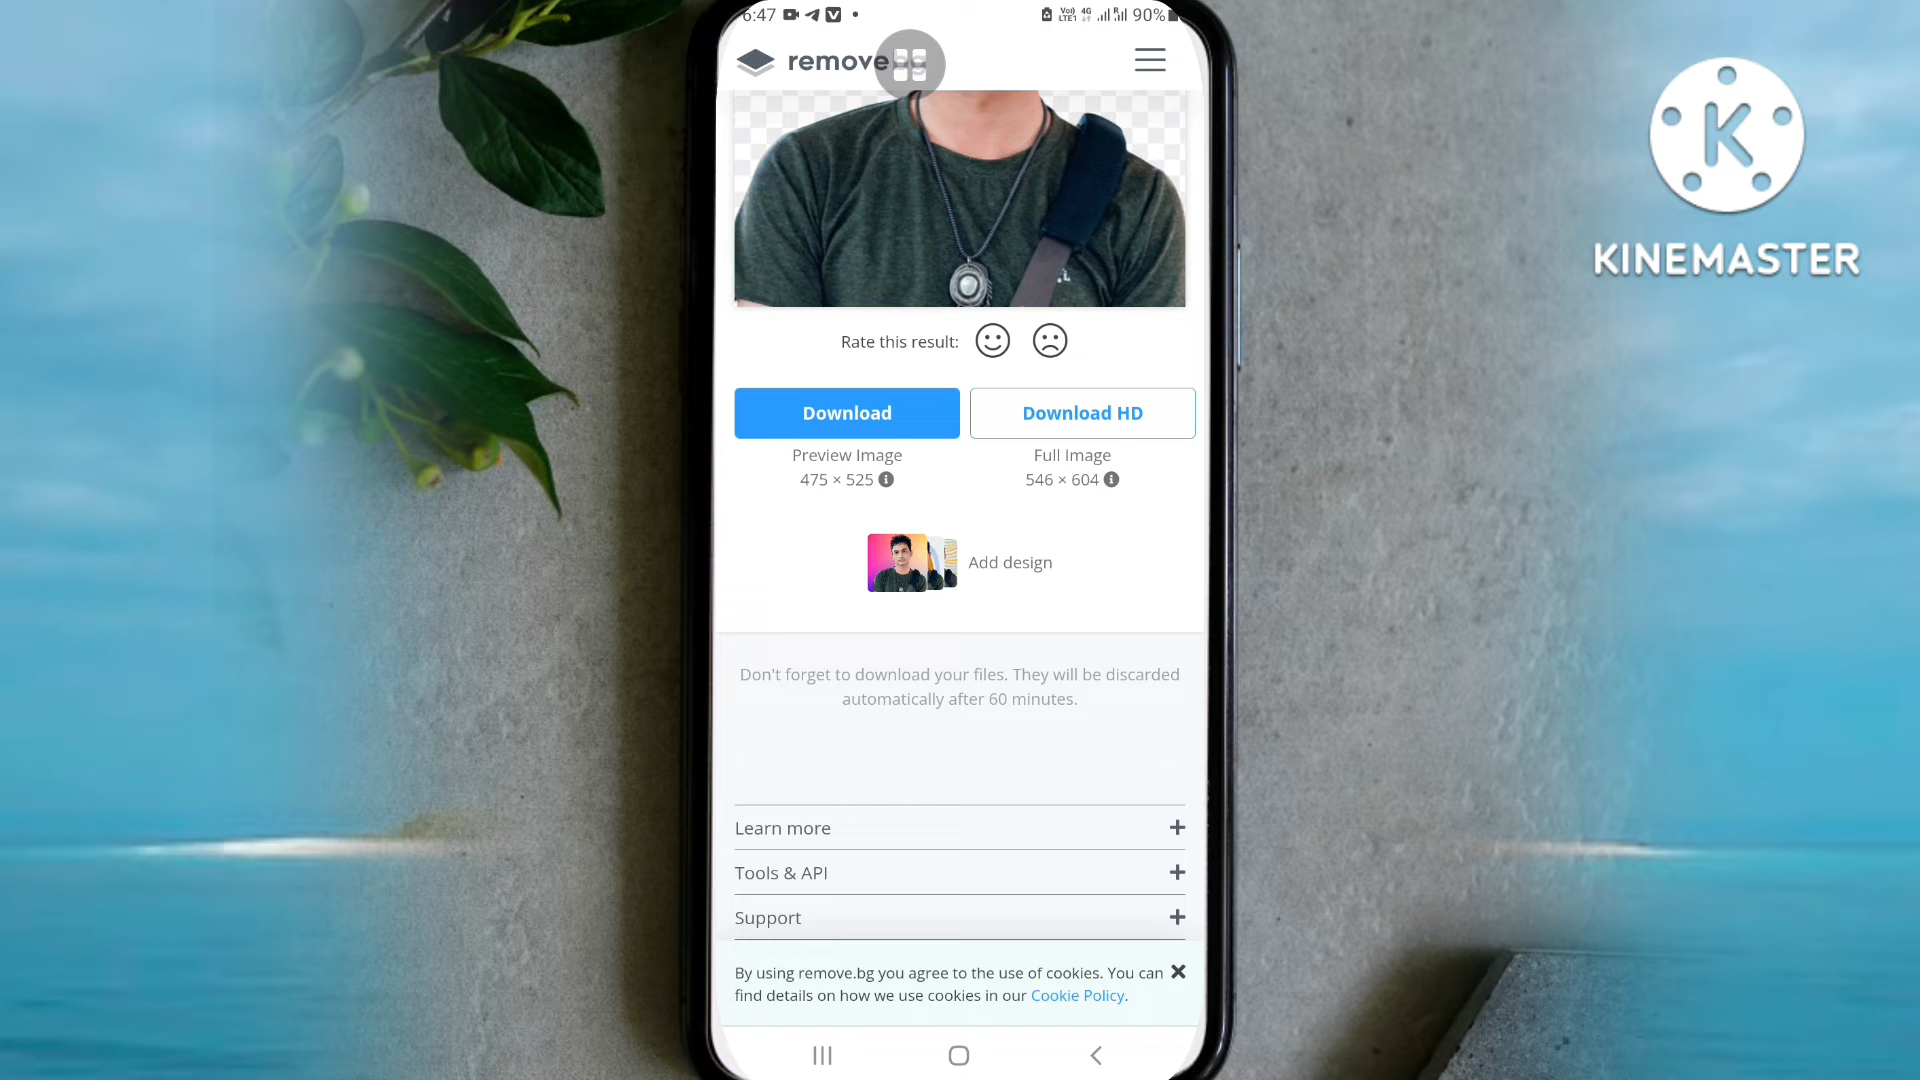 6:47
Vo)) 4G R 90%
LTE1
remove
K
KINEMASTER
Rate this result:
Download
Download HD
Preview Image
Full Image
475 × 525
546 × 604
Add design
Don't forget to download your files. They will be discarded
automatically after 60 minutes.
Learn more
Tools & API
Support
By using remove.bg you agree to the use of cookies. You can
find details on how we use cookies in our Cookie Policy.